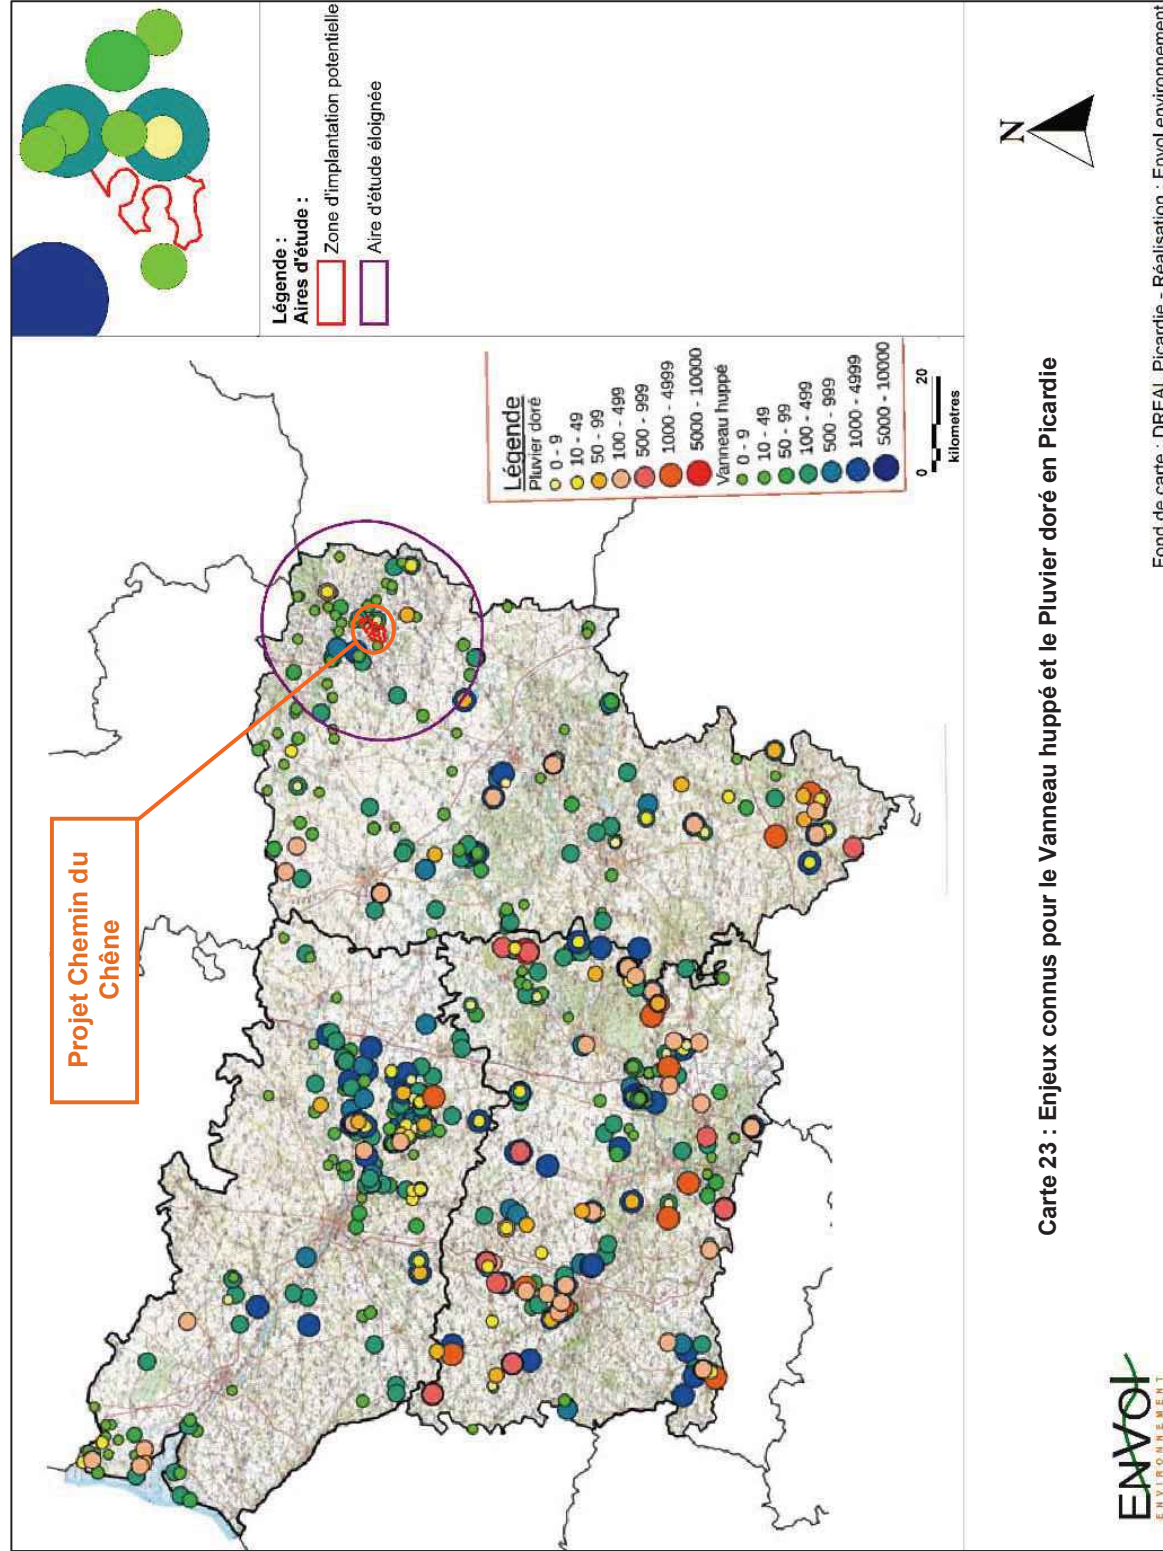 Projet Chemin du
Chêne
Légende :
Aires d'étude :
Zone d'implantation potentielle
Aire d'étude éloignée
Légende
Pluvier doré
0 - 9
10 - 49
50 - 99
100 - 499
500 - 999
1000 - 4999
5000 - 10000
Vanneau huppé
0 - 9
10 - 49
50 - 99
100 - 499
500 - 999
1000 - 4999
5000 - 10000
0 20
kilometres
N
Carte 23 : Enjeux connus pour le Vanneau huppé et le Pluvier doré en Picardie
Fond de carte : DREAL Picardie - Réalisation : Envol environnement
ENVOL
ENVIRONNEMENT